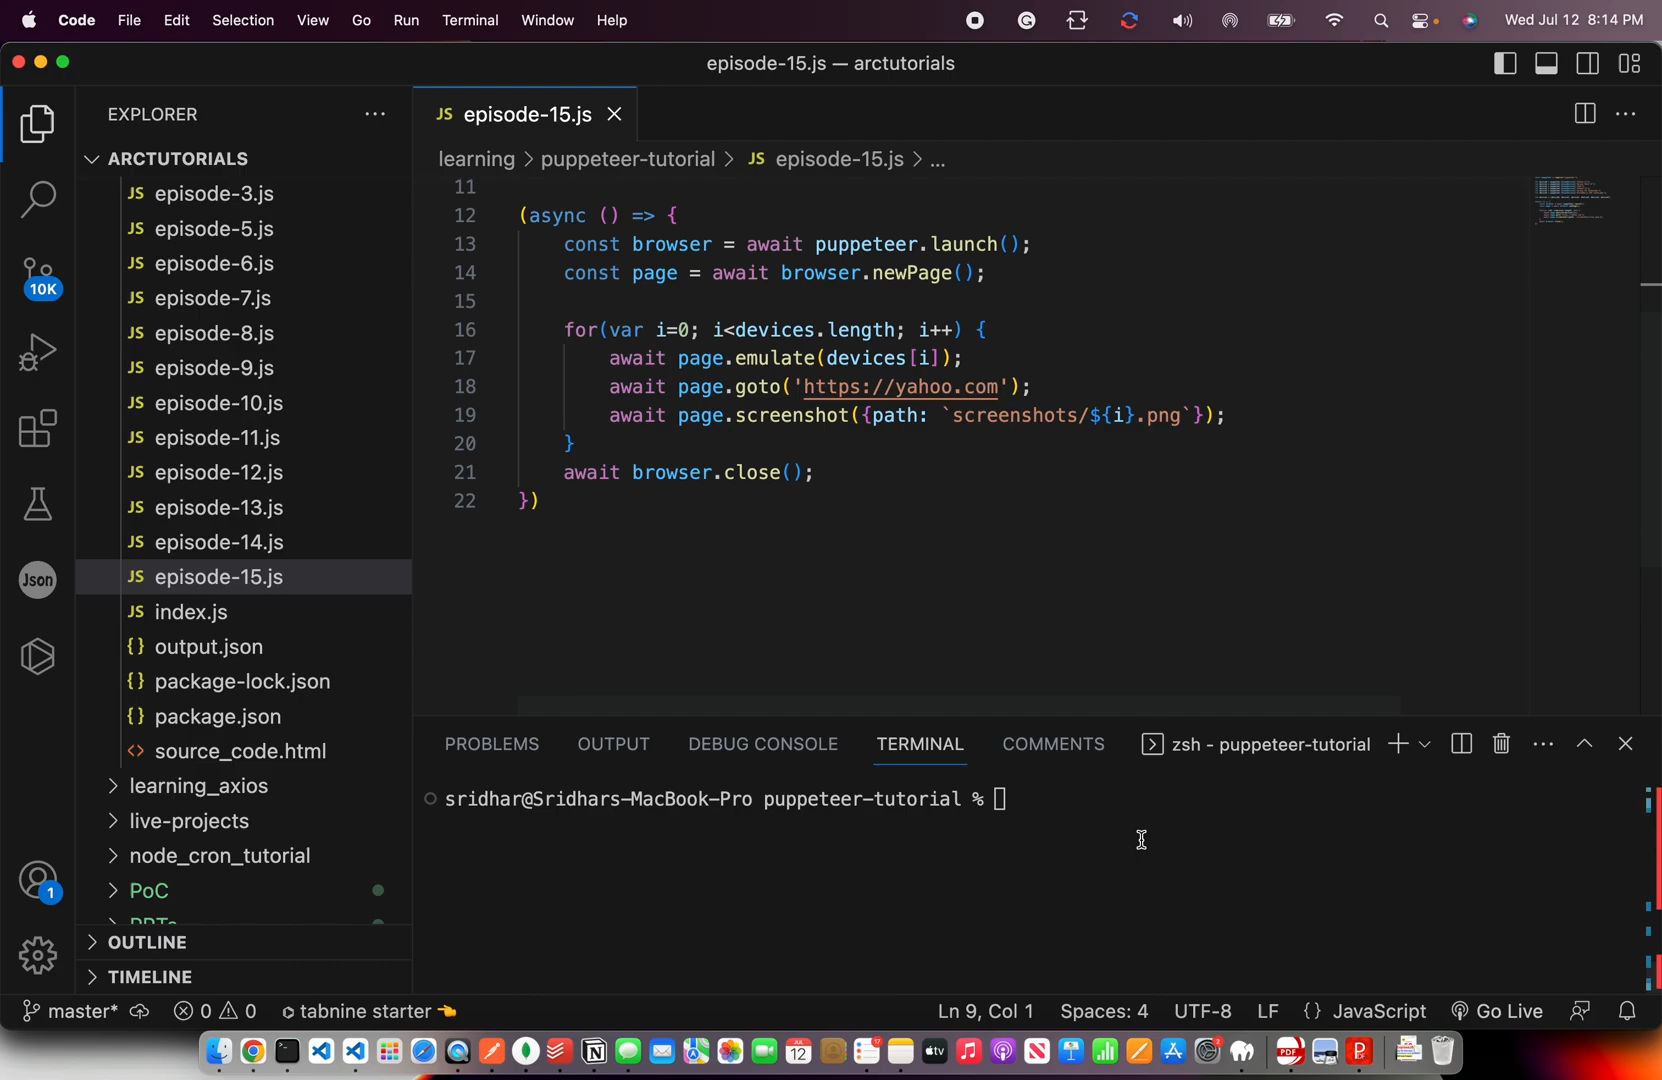 Code File Edit Selection View Go Run Terminal Window Help Wed Jul 12 8:14 PM
episode-15.js — arctutorials
EXPLORER
JS episode-15.js
ARCTUTORIALS
learning > puppeteer-tutorial > JS episode-15.js > ...
JS episode-3.js
JS episode-5.js
JS episode-6.js
10K
JS episode-7.js
JS episode-8.js
JS episode-9.js
JS episode-10.js
JS episode-11.js
JS episode-12.js
JS episode-13.js
JS episode-14.js
Json
JS episode-15.js
JS index.js
{} output.json
{} package-lock.json
{} package.json
<> source_code.html
> learning_axios
> live-projects
> node_cron_tutorial
1
> PoC
> OUTLINE
> TIMELINE
11
12 (async () => {
13 const browser = await puppeteer.launch();
14 const page = await browser.newPage();
15
16 for(var i=0; i<devices.length; i++) {
17 await page.emulate(devices[i]);
18 await page.goto('https://yahoo.com');
19 await page.screenshot({path: `screenshots/${i}.png`});
20 }
21 await browser.close();
22 })
PROBLEMS OUTPUT DEBUG CONSOLE TERMINAL COMMENTS zsh - puppeteer-tutorial
sridhar@Sridhars-MacBook-Pro puppeteer-tutorial %
master* 0 0 tabnine starter Ln 9, Col 1 Spaces: 4 UTF-8 LF {} JavaScript Go Live
JUL
12
17
tv
2
PDF